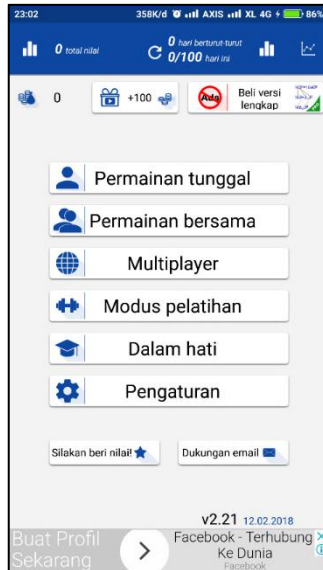 23:02 358K/d AXIS XL 4G 86%
0 total nilai
0 hari berturut-turut
0/100 hari ini
0
+100
Ads
Beli versi
lengkap
Permainan tunggal
Permainan bersama
Multiplayer
Modus pelatihan
Dalam hati
Pengaturan
Silakan beri nilai!
Dukungan email
v2.21 12.02.2018
Buat Profil
Sekarang
Facebook - Terhubung
Ke Dunia
Facebook